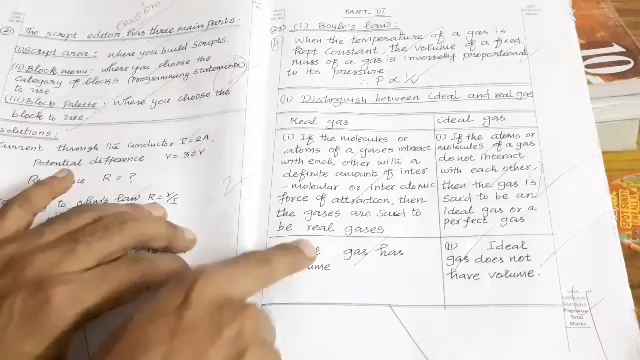 (Part One)
2) The script editor has three main parts:
i) Script area: Where you build scripts.
(ii) Block menu: Where you choose the
category of blocks (Programming statements)
to use
(iii) Block Palette: Where you choose the
block to use.
solutions:
Current through the Conductor I = 2A,
Potential difference V = 30V
R = ?
law R = V/I
PART III
(i) Boyle's law:
When the temperature of a gas is
kept constant, the volume of a fixed
mass of a gas is inversely proportional
to its pressure
∴ P ∝ 1/V
(ii) Distinguish between ideal and real gas
Real gas
(i) If the molecules or
atoms of a gases interact
with each other with a
definite amount of inter
-molecular or inter atomic
force of attraction, then
the gases are said to
be real gases
gas has
ideal gas
(i) If the atoms or
molecules of a gas
do not interact
with each other,
then the gas is
said to be an
ideal gas or a
perfect gas
(ii) Ideal
gas does not
have volume.
10